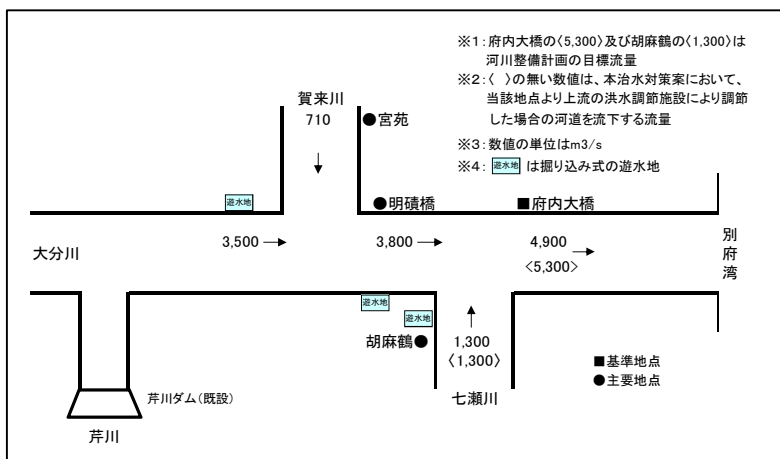 ※1：府内大橋の〈5,300〉及び胡麻鶴の〈1,300〉は
河川整備計画の目標流量
※2：〈　〉の無い数値は、本治水対策案において、
当該地点より上流の洪水調節施設により調節
した場合の河道を流下する流量
※3：数値の単位はm3/s
※4： 遊水地 は掘り込み式の遊水地
賀来川
710
↓
●宮苑
遊水地
●明磧橋
■府内大橋
大分川
3,500 →
3,800 →
4,900 →
〈5,300〉
別府湾
遊水地
遊水地
胡麻鶴●
↑
1,300
〈1,300〉
■基準地点
●主要地点
七瀬川
芹川ダム（既設）
芹川